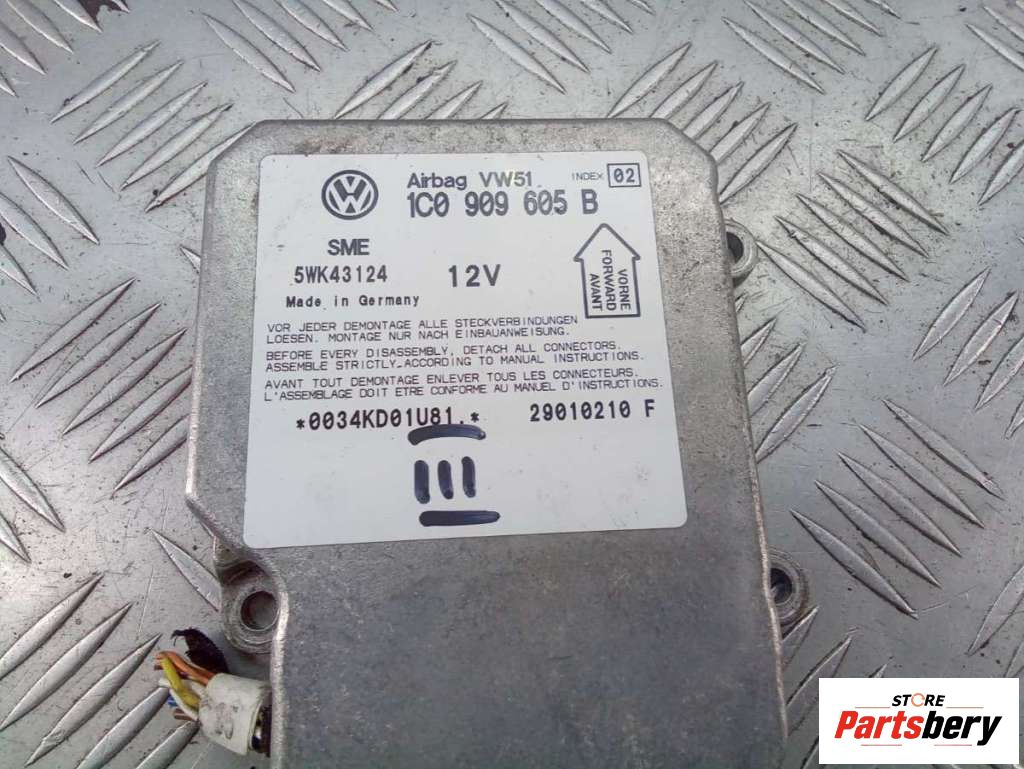 Airbag VW51 INDEX 02
1C0 909 605 B
SME
5WK43124 12V
Made in Germany
VORNE
FORWARD
AVANT
VOR JEDER DEMONTAGE ALLE STECKVERBINDUNGEN
LOESEN. MONTAGE NUR NACH EINBAUANWEISUNG.
BEFORE EVERY DISASSEMBLY, DETACH ALL CONNECTORS.
ASSEMBLE STRICTLY ACCORDING TO MANUAL INSTRUCTIONS.
AVANT TOUT DEMONTAGE ENLEVER TOUS LES CONNECTEURS.
L'ASSEMBLAGE DOIT ETRE CONFORME AU MANUEL D'INSTRUCTIONS.
*0034KD01U81.* 29010210 F
III
STORE
Partsbery